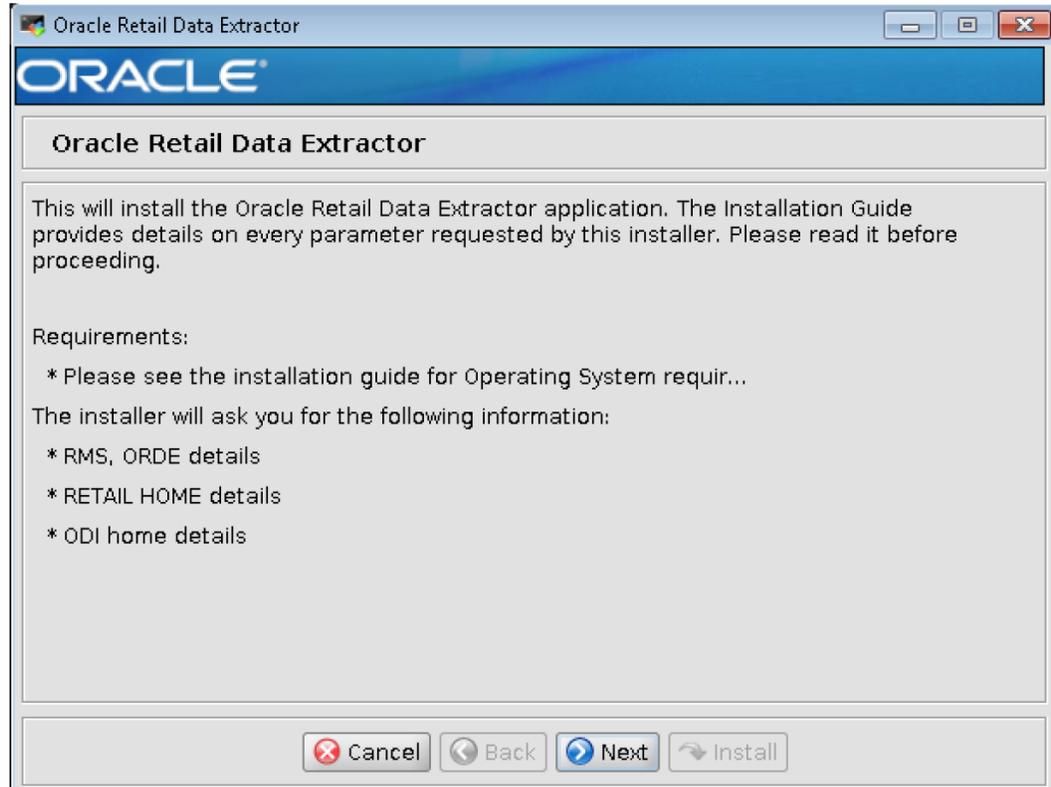 Oracle Retail Data Extractor
ORACLE®
Oracle Retail Data Extractor
This will install the Oracle Retail Data Extractor application. The Installation Guide
provides details on every parameter requested by this installer. Please read it before
proceeding.
Requirements:
* Please see the installation guide for Operating System requir...
The installer will ask you for the following information:
* RMS, ORDE details
* RETAIL HOME details
* ODI home details
Cancel Back Next Install